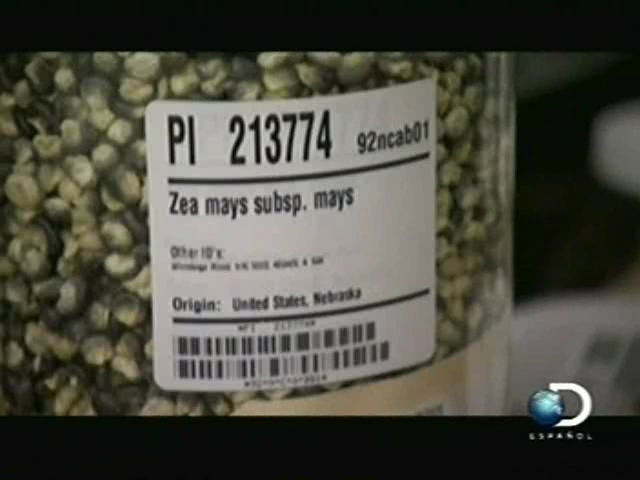 PI 213774 92ncab01
Zea mays subsp. mays
Other ID's:
Origin: United States, Nebraska
ESPAÑOL